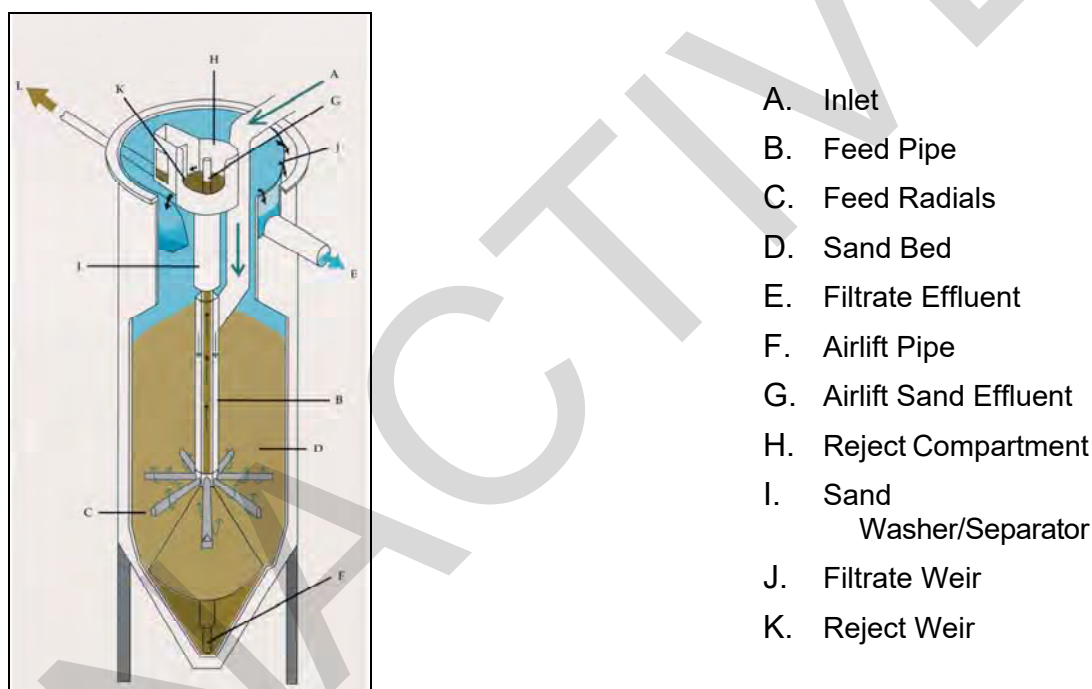 H
A
L
K
G
J
I.
E
B
D
C
F
A. Inlet
B. Feed Pipe
C. Feed Radials
D. Sand Bed
E. Filtrate Effluent
F. Airlift Pipe
G. Airlift Sand Effluent
H. Reject Compartment
I. Sand
Washer/Separator
J. Filtrate Weir
K. Reject Weir